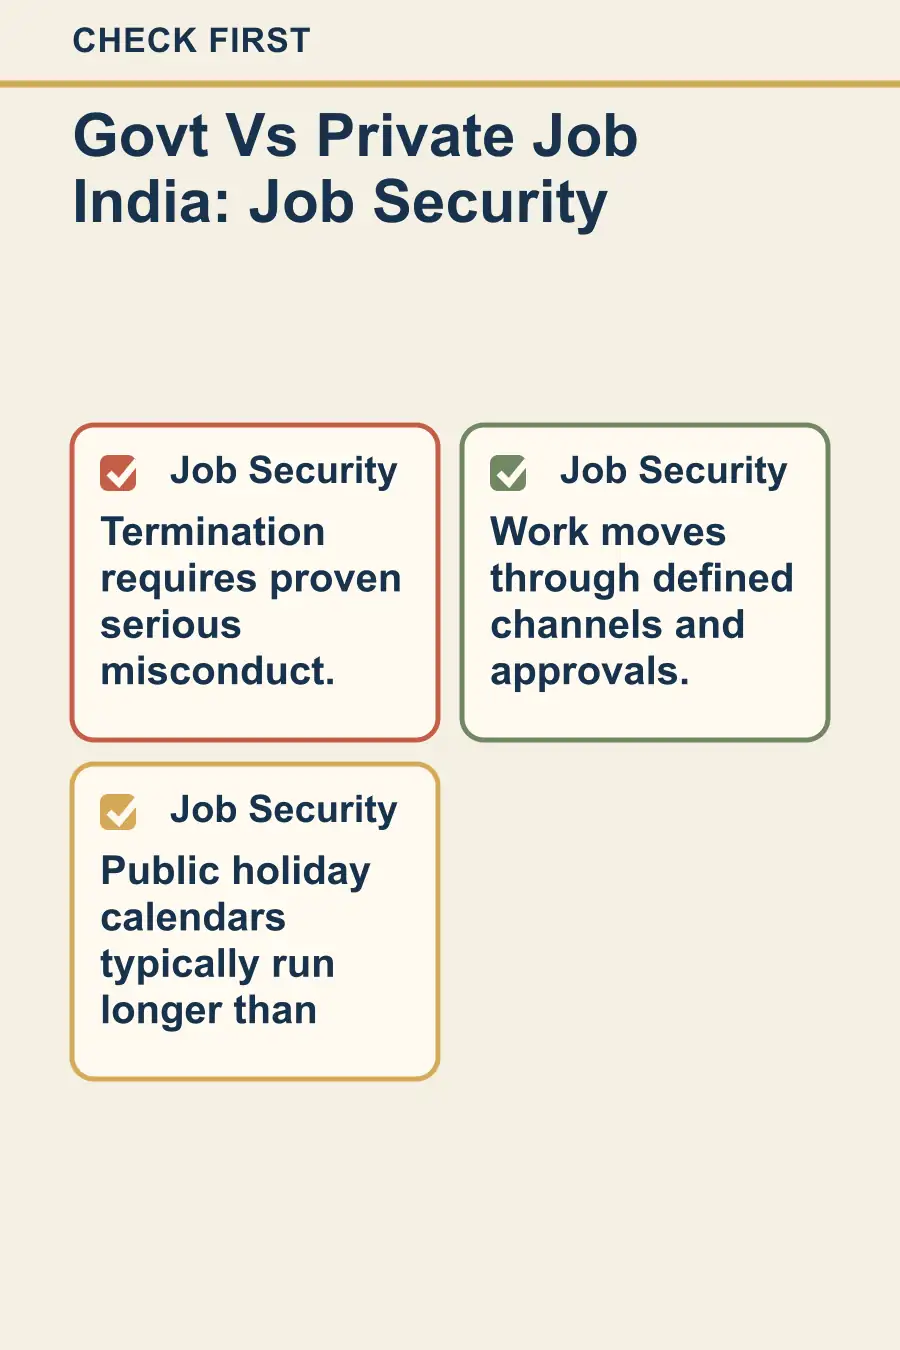 CHECK FIRST
Govt Vs Private Job
India: Job Security
Job Security
Termination
requires proven
serious
misconduct.
Job Security
Work moves
through defined
channels and
approvals.
Job Security
Public holiday
calendars
typically run
longer than